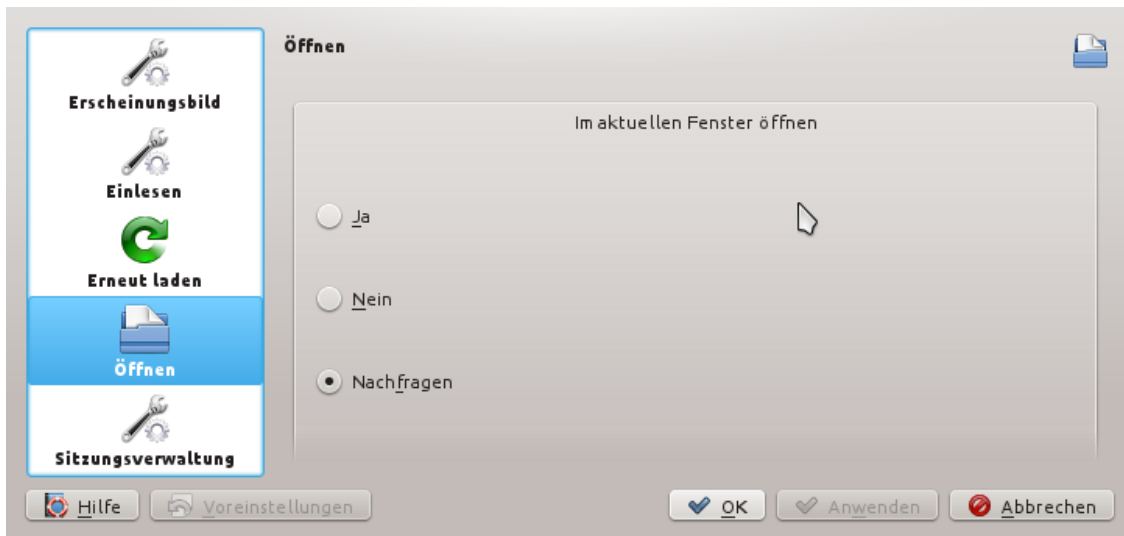 Erscheinungsbild
Einlesen
Erneut laden
Öffnen
Sitzungsverwaltung
Öffnen
Im aktuellen Fenster öffnen
Ja
Nein
Nachfragen
Hilfe
Voreinstellungen
OK
Anwenden
Abbrechen